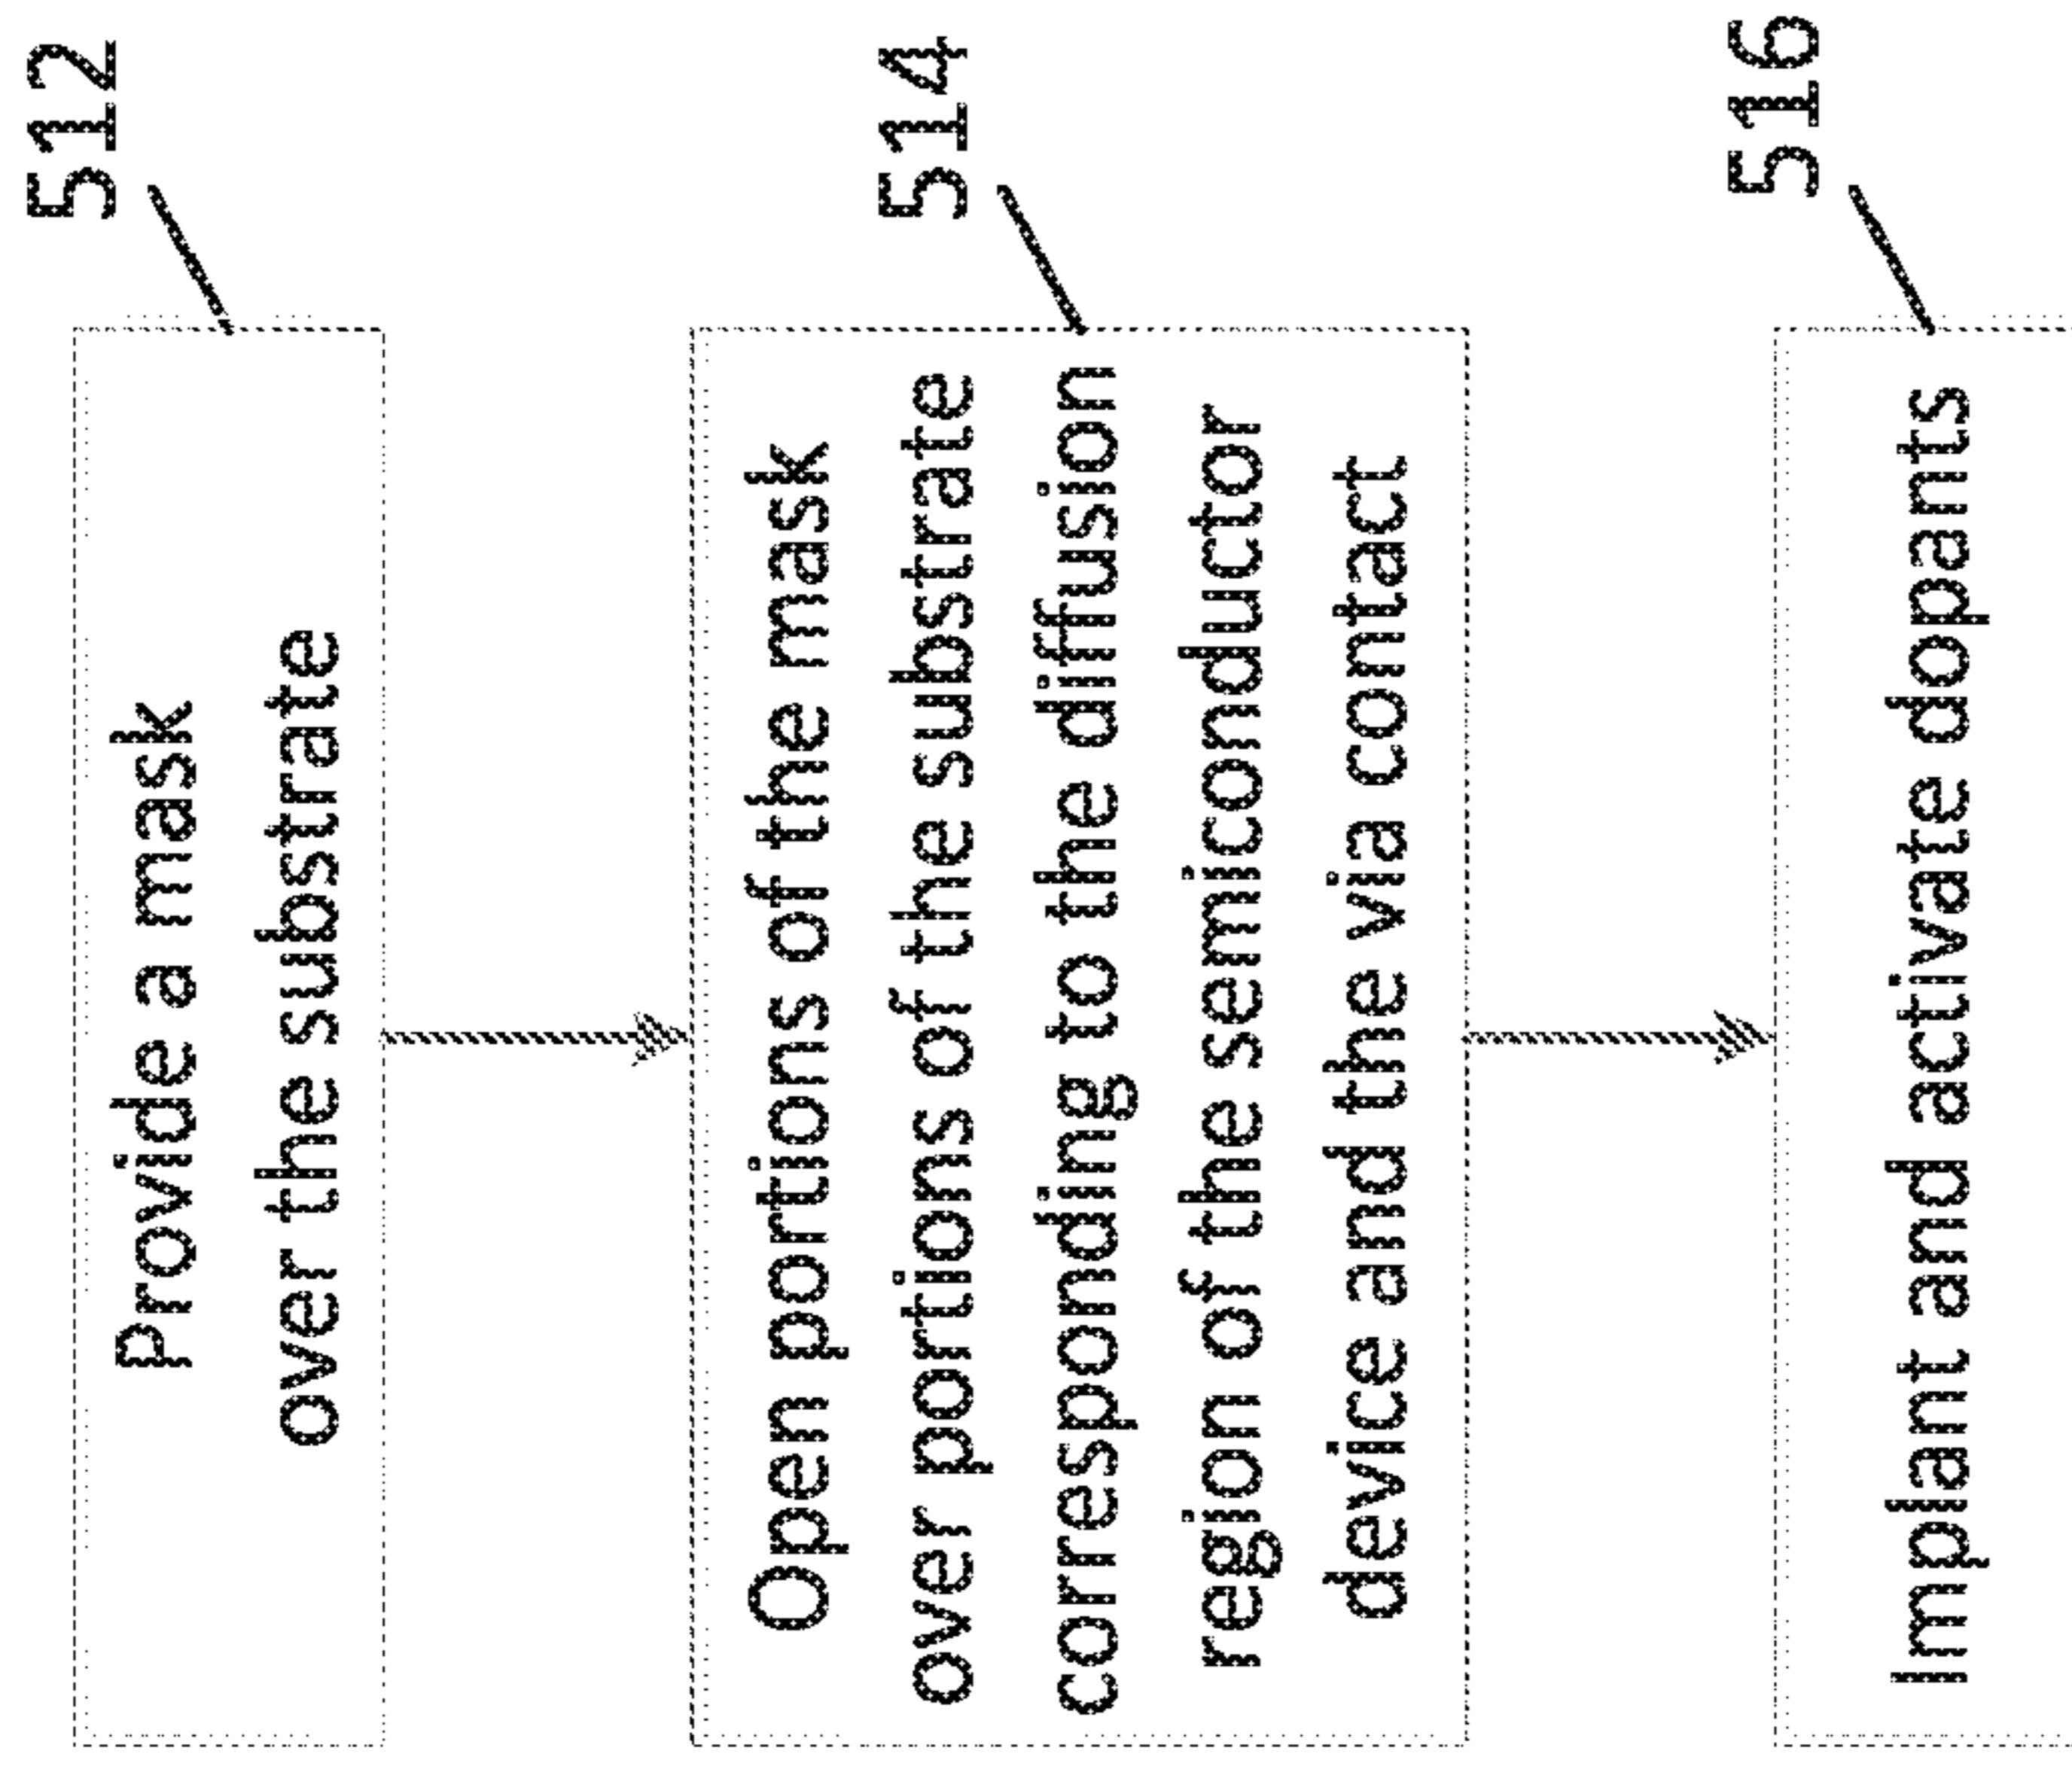 512
Provide a mask
over the substrate
514
Open portions of the mask
over portions of the substrate
corresponding to the diffusion
region of the semiconductor
device and the via contact
516
Implant and activate dopants